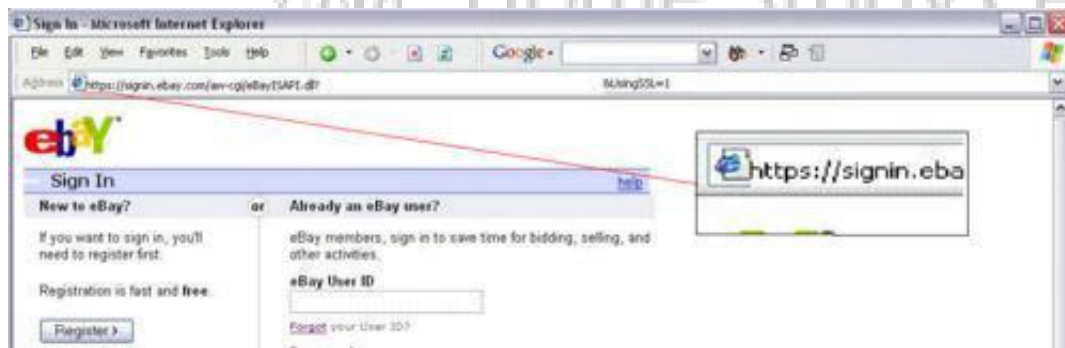 Sign In - Microsoft Internet Explorer
File Edit View Favorites Tools Help
Google
Address https://signin.ebay.com/aw-cgi/eBayISAPI.dll? &UsingSSL=1
ebY
Sign In help
https://signin.eba
New to eBay? or Already an eBay user?
If you want to sign in, you'll
need to register first.
eBay members, sign in to save time for bidding, selling, and
other activities.
Registration is fast and free.
eBay User ID
Register >
Forgot your User ID?